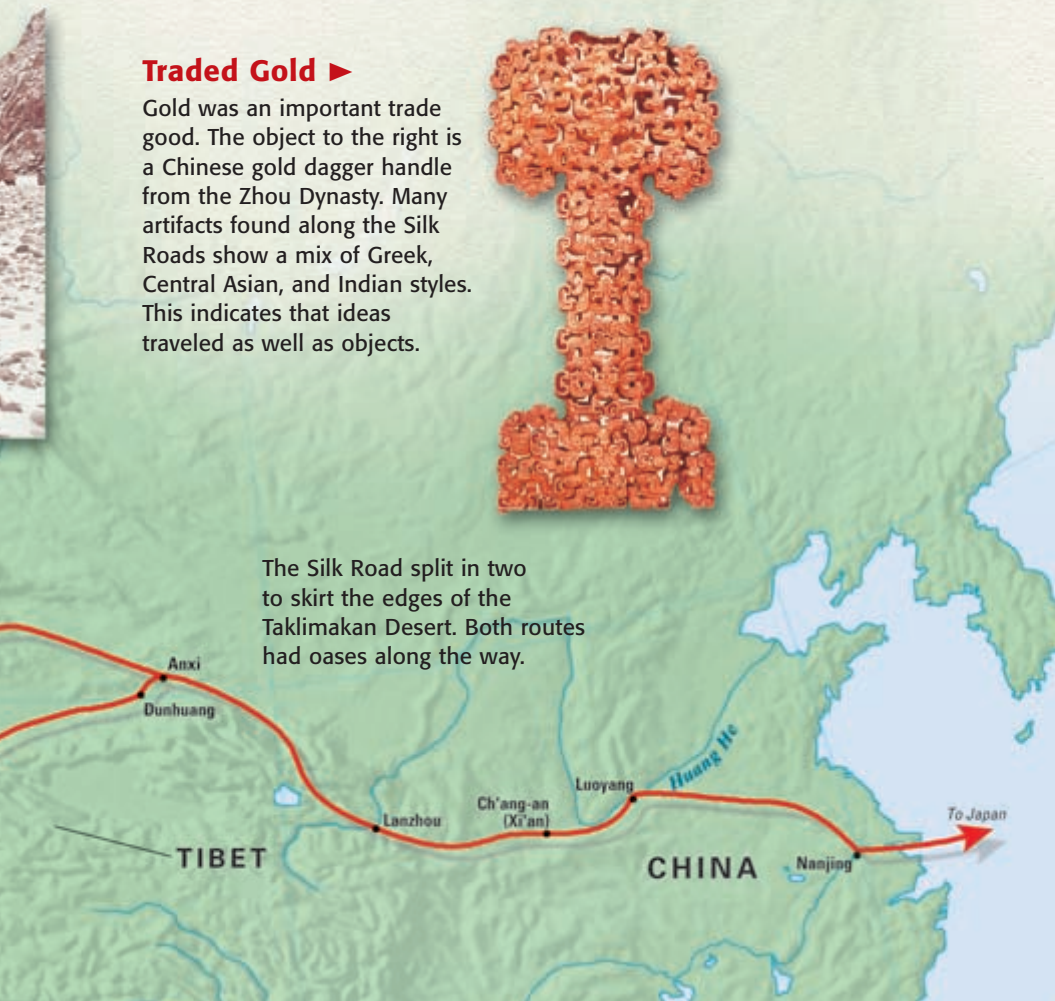 Traded Gold ►
Gold was an important trade
good. The object to the right is
a Chinese gold dagger handle
from the Zhou Dynasty. Many
artifacts found along the Silk
Roads show a mix of Greek,
Central Asian, and Indian styles.
This indicates that ideas
traveled as well as objects.
The Silk Road split in two
to skirt the edges of the
Taklimakan Desert. Both routes
had oases along the way.
Anxi
Dunhuang
Huang He
Luoyang
Ch'ang-an
(Xi'an)
Lanzhou
To Japan
TIBET
CHINA
Nanjing